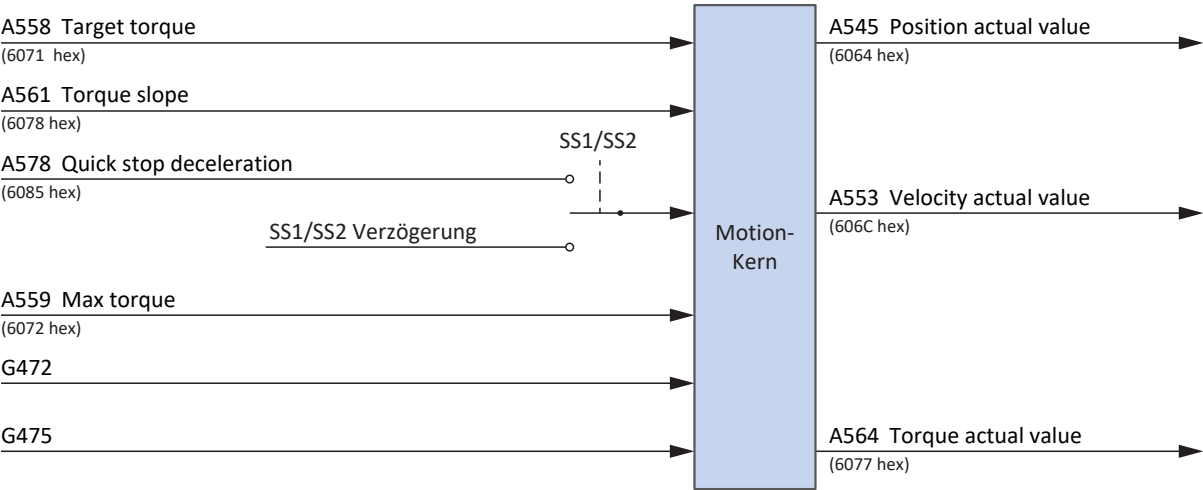 A558 Target torque
(6071 hex)
A561 Torque slope
(6078 hex)
SS1/SS2
A578 Quick stop deceleration
(6085 hex)
SS1/SS2 Verzögerung
A559 Max torque
(6072 hex)
G472
G475
Motion-
Kern
A545 Position actual value
(6064 hex)
A553 Velocity actual value
(606C hex)
A564 Torque actual value
(6077 hex)